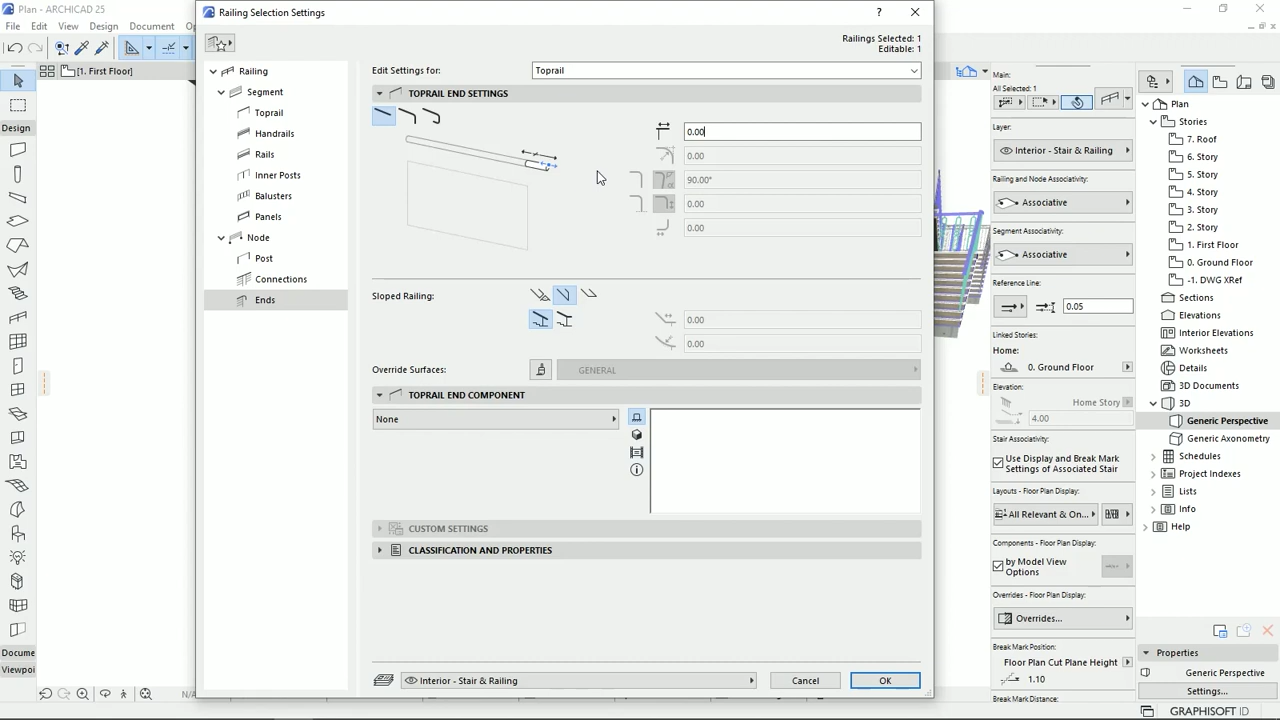 Plan - ARCHICAD 25
File Edit View Design Document
[1. First Floor]
Design
Docume
Viewpoi
N/A
Railing Selection Settings
?
Railings Selected: 1
Editable: 1
Railing
Segment
Toprail
Handrails
Rails
Inner Posts
Balusters
Panels
Node
Post
Connections
Ends
Edit Settings for:
Toprail
TOPRAIL END SETTINGS
0.00
0.00
90.00°
0.00
0.00
Sloped Railing:
0.00
0.00
Override Surfaces:
GENERAL
TOPRAIL END COMPONENT
None
CUSTOM SETTINGS
CLASSIFICATION AND PROPERTIES
Interior - Stair & Railing
Cancel
OK
Main:
All Selected: 1
Layer:
Interior - Stair & Railing
Railing and Node Associativity:
Associative
Segment Associativity:
Associative
Reference Line:
0.05
Linked Stories:
Home:
0. Ground Floor
Elevation:
Home Story
4.00
Stair Associativity:
Use Display and Break Mark
Settings of Associated Stair
Layouts - Floor Plan Display:
All Relevant & On...
Components - Floor Plan Display:
by Model View
Options
Overrides - Floor Plan Display:
Overrides...
Break Mark Position:
Floor Plan Cut Plane Height
1.10
Break Mark Distance:
Plan
Stories
7. Roof
6. Story
5. Story
4. Story
3. Story
2. Story
1. First Floor
0. Ground Floor
-1. DWG XRef
Sections
Elevations
Interior Elevations
Worksheets
Details
3D Documents
3D
Generic Perspective
Generic Axonometry
Schedules
Project Indexes
Lists
Info
Help
Properties
Generic Perspective
Settings...
GRAPHISOFT ID